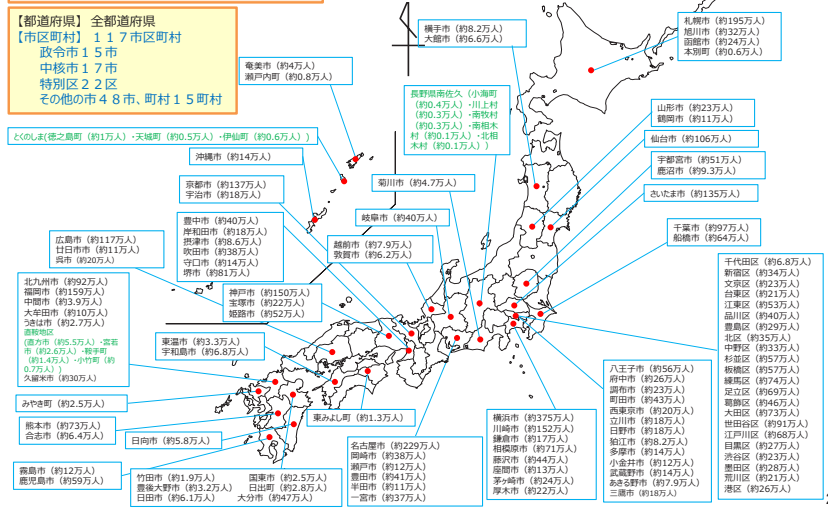 【都道府県】 全都道府県
【市区町村】 １１７市区町村
政令市１５市
中核市１７市
特別区２２区
その他の市４８市、町村１５町村
奄美市（約4万人）
瀬戸内町（約0.8万人）
とくのしま(徳之島町（約1万人）・天城町（約0.5万人）・伊仙町（約0.6万人））
沖縄市（約14万人）
横手市（約8.2万人）
大館市（約6.6万人）
札幌市（約195万人）
旭川市（約32万人）
函館市（約24万人）
本別町（約0.6万人）
長野県南佐久（小海町
（約0.4万人）・川上村
（約0.3万人）・南牧村
（約0.3万人）・南相木
村（約0.1万人）・北相
木村（約0.1万人））
山形市（約23万人）
鶴岡市（約11万人）
仙台市（約106万人）
宇都宮市（約51万人）
鹿沼市（約9.3万人）
さいたま市（約135万人）
千葉市（約97万人）
船橋市（約64万人）
京都市（約137万人）
宇治市（約18万人）
菊川市（約4.7万人）
岐阜市（約40万人）
越前市（約7.9万人）
敦賀市（約6.2万人）
豊中市（約40万人）
岸和田市（約18万人）
摂津市（約8.6万人）
吹田市（約38万人）
守口市（約14万人）
堺市（約81万人）
広島市（約117万人）
廿日市市（約11万人）
呉市（約20万人）
神戸市（約150万人）
宝塚市（約22万人）
姫路市（約52万人）
北九州市（約92万人）
福岡市（約159万人）
中間市（約3.9万人）
大牟田市（約10万人）
うきは市（約2.7万人）
直鞍地区
（直方市（約5.5万人）・宮若
市（約2.6万人）・鞍手町
（約1.4万人）・小竹町（約
0.7万人））
久留米市（約30万人）
東温市（約3.3万人）
宇和島市（約6.8万人）
みやき町（約2.5万人）
熊本市（約73万人）
合志市（約6.4万人）
日向市（約5.8万人）
東みよし町（約1.3万人）
霧島市（約12万人）
鹿児島市（約59万人）
竹田市（約1.9万人）
豊後大野市（約3.2万人）
日田市（約6.1万人）
国東市（約2.5万人）
日出町（約2.8万人）
大分市（約47万人）
名古屋市（約229万人）
岡崎市（約38万人）
瀬戸市（約12万人）
豊田市（約41万人）
半田市（約11万人）
一宮市（約37万人）
横浜市（約375万人）
川崎市（約152万人）
鎌倉市（約17万人）
相模原市（約71万人）
藤沢市（約44万人）
座間市（約13万人）
茅ヶ崎市（約24万人）
厚木市（約22万人）
八王子市（約56万人）
府中市（約26万人）
調布市（約23万人）
町田市（約43万人）
西東京市（約20万人）
立川市（約18万人）
日野市（約18万人）
狛江市（約8.2万人）
多摩市（約14万人）
小金井市（約12万人）
武蔵野市（約14万人）
あきる野市（約7.9万人）
三鷹市（約18万人）
千代田区（約6.8万人）
新宿区（約34万人）
文京区（約23万人）
台東区（約21万人）
江東区（約53万人）
品川区（約40万人）
豊島区（約29万人）
北区（約35万人）
中野区（約33万人）
杉並区（約57万人）
板橋区（約57万人）
練馬区（約74万人）
足立区（約69万人）
葛飾区（約46万人）
大田区（約73万人）
世田谷区（約91万人）
江戸川区（約68万人）
目黒区（約27万人）
渋谷区（約23万人）
墨田区（約28万人）
荒川区（約21万人）
港区（約26万人）